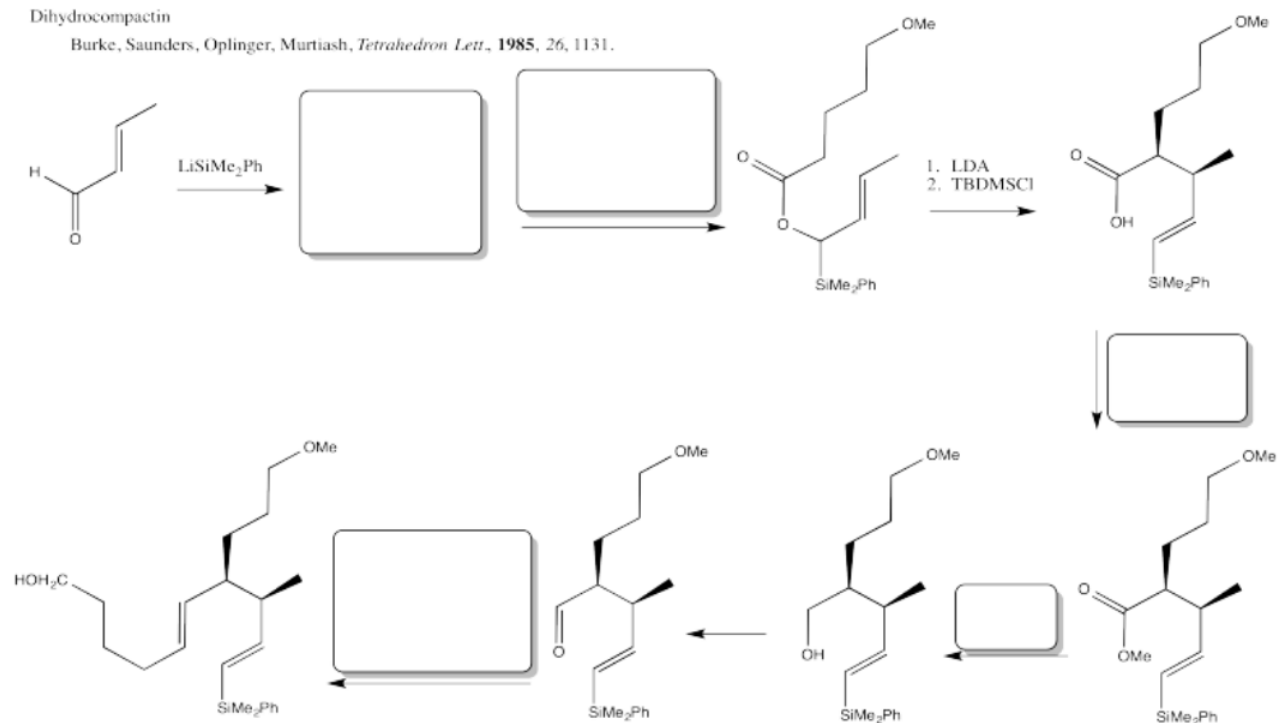 Dihydrocompactin
Burke, Saunders, Oplinger, Murtiash, Tetrahedron Lett., 1985, 26, 1131.
H
O
LiSiMe2Ph
OMe
O
O
SiMe2Ph
1. LDA
2. TBDMSCl
OMe
O
OH
SiMe2Ph
HOH2C
OMe
SiMe2Ph
OMe
O
SiMe2Ph
OMe
OH
SiMe2Ph
OMe
O
OMe
SiMe2Ph